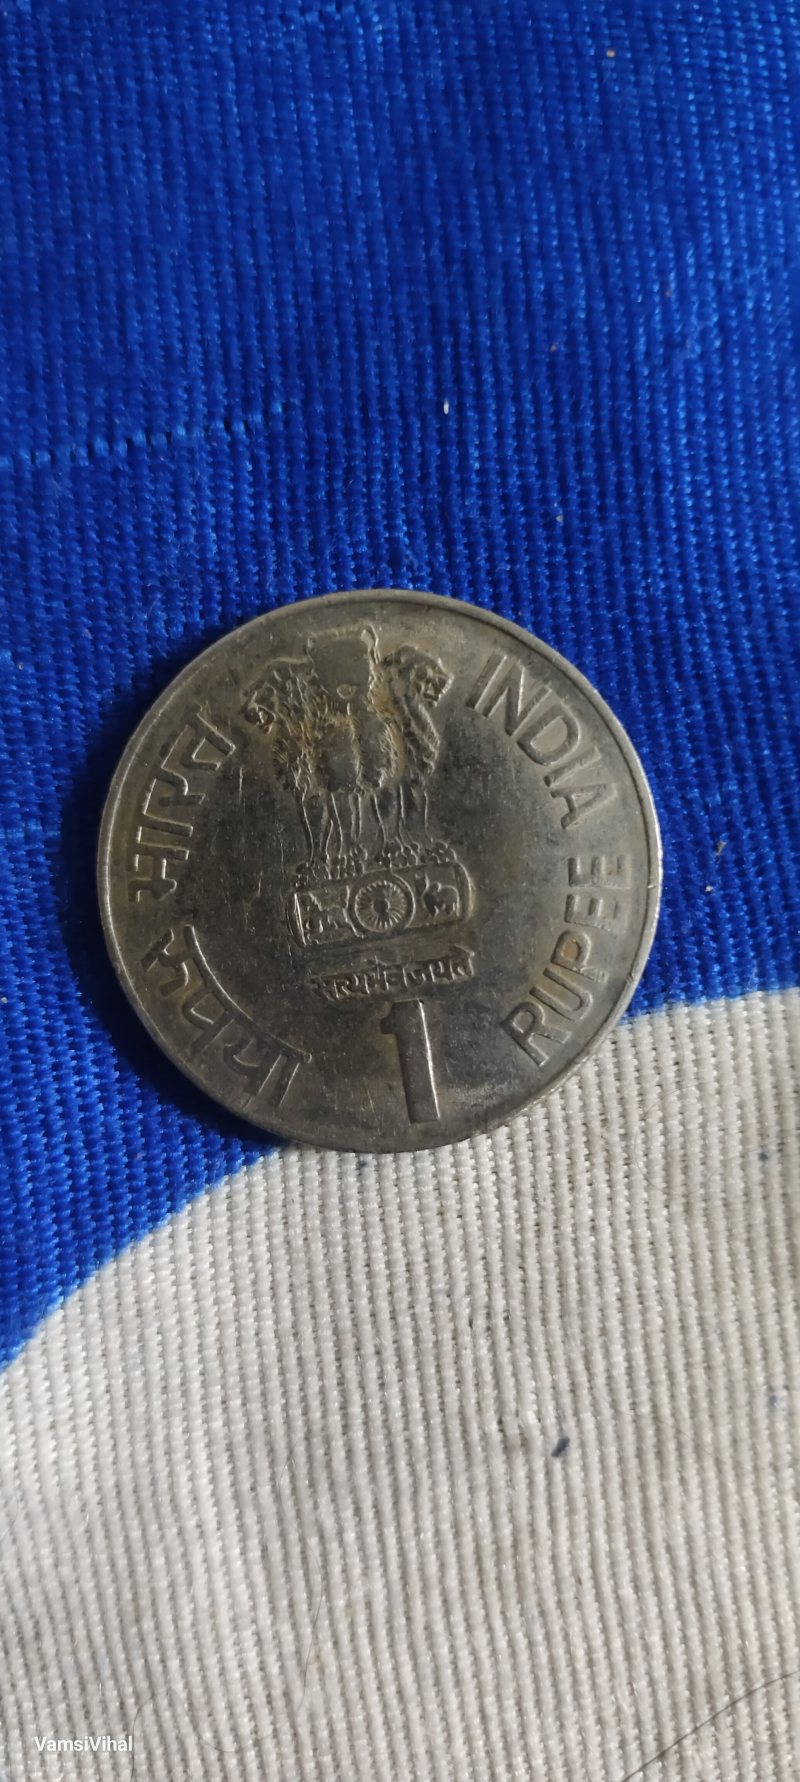 भारत
INDIA
रुपया
RUPEE
सत्यमेव जयते
1
VamsiVihal